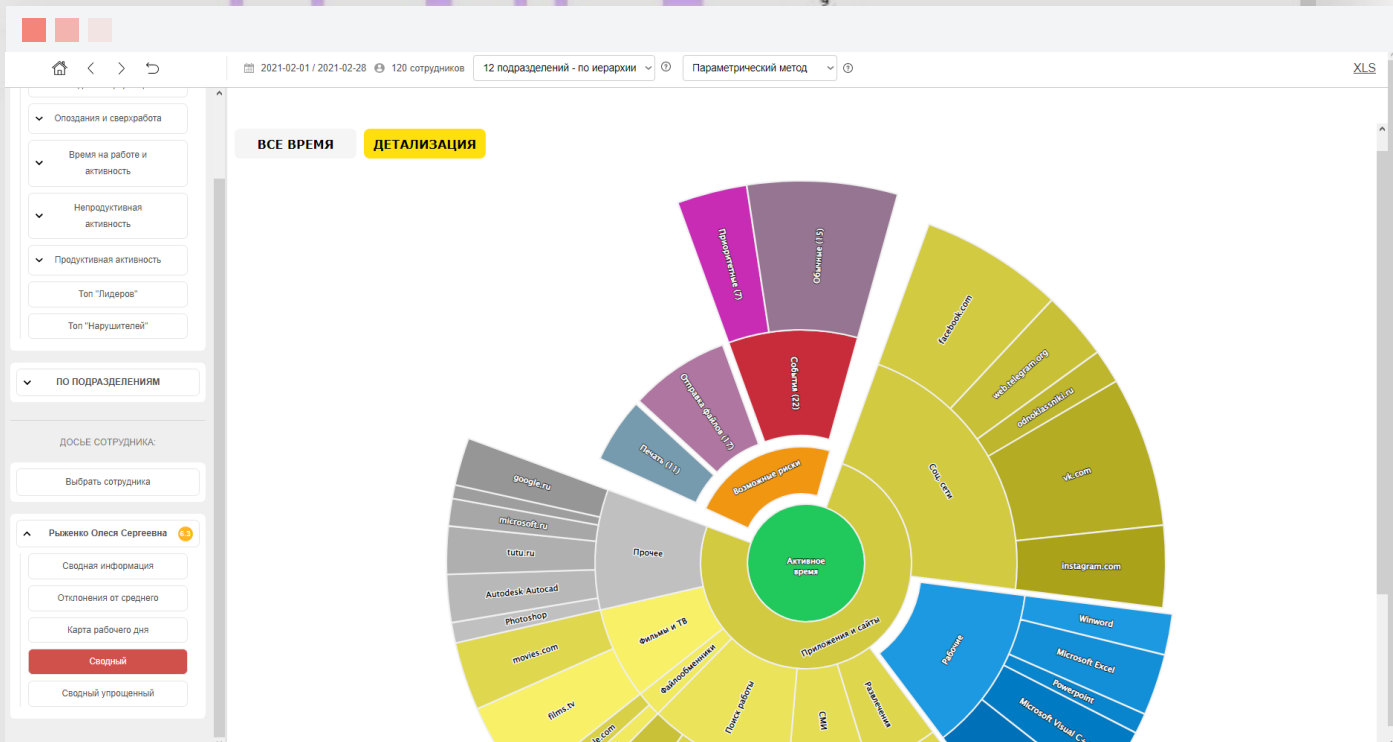 2021-02-01 / 2021-02-28
120 сотрудников
12 подразделений - по иерархии
Параметрический метод
XLS
Опоздания и сверхработа
Время на работе и
активность
Непродуктивная
активность
Продуктивная активность
Топ "Лидеров"
Топ "Нарушителей"
ПО ПОДРАЗДЕЛЕНИЯМ
ДОСЬЕ СОТРУДНИКА:
Выбрать сотрудника
Рыженко Олеся Сергеевна
6.3
Сводная информация
Отклонения от среднего
Карта рабочего дня
Сводный
Сводный упрощенный
ВСЕ ВРЕМЯ
ДЕТАЛИЗАЦИЯ
Приоритетные (7)
Обычные (15)
События (22)
Отправка файлов (17)
Печать (11)
Возможные риски
facebook.com
web.telegram.org
odnoklassniki.ru
vk.com
instagram.com
Соц. сети
google.ru
microsoft.ru
tutu.ru
Autodesk Autocad
Photoshop
Прочее
Активное
время
Приложения и сайты
movies.com
films.tv
Фильмы и ТВ
Файлообменники
Поиск работы
СМИ
Развлечения
Рабочие
Winword
Microsoft Excel
Powerpoint
Microsoft Visual C+